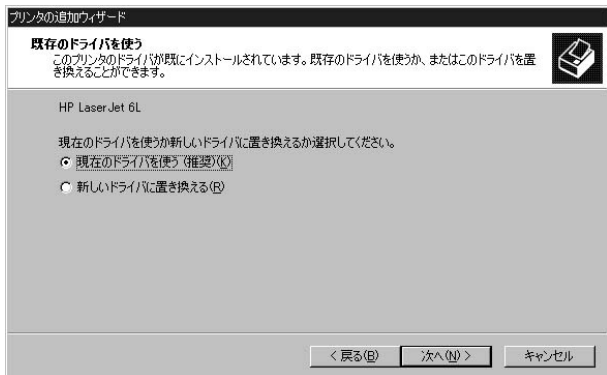 プリンタの追加ウィザード
既存のドライバを使う
このプリンタのドライバが既にインストールされています。既存のドライバを使うか、またはこのドライバを置
き換えることができます。
HP LaserJet 6L
現在のドライバを使うか新しいドライバに置き換えるか選択してください。
現在のドライバを使う (推奨)(K)
新しいドライバに置き換える(R)
< 戻る(B) 次へ(N) > キャンセル